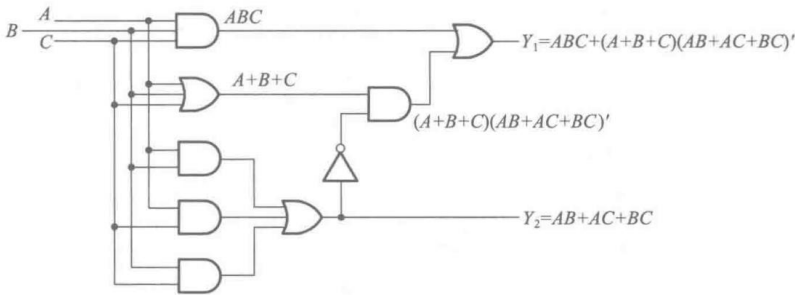 A
B
C
ABC
Y₁=ABC+(A+B+C)(AB+AC+BC)′
A+B+C
(A+B+C)(AB+AC+BC)′
Y₂=AB+AC+BC